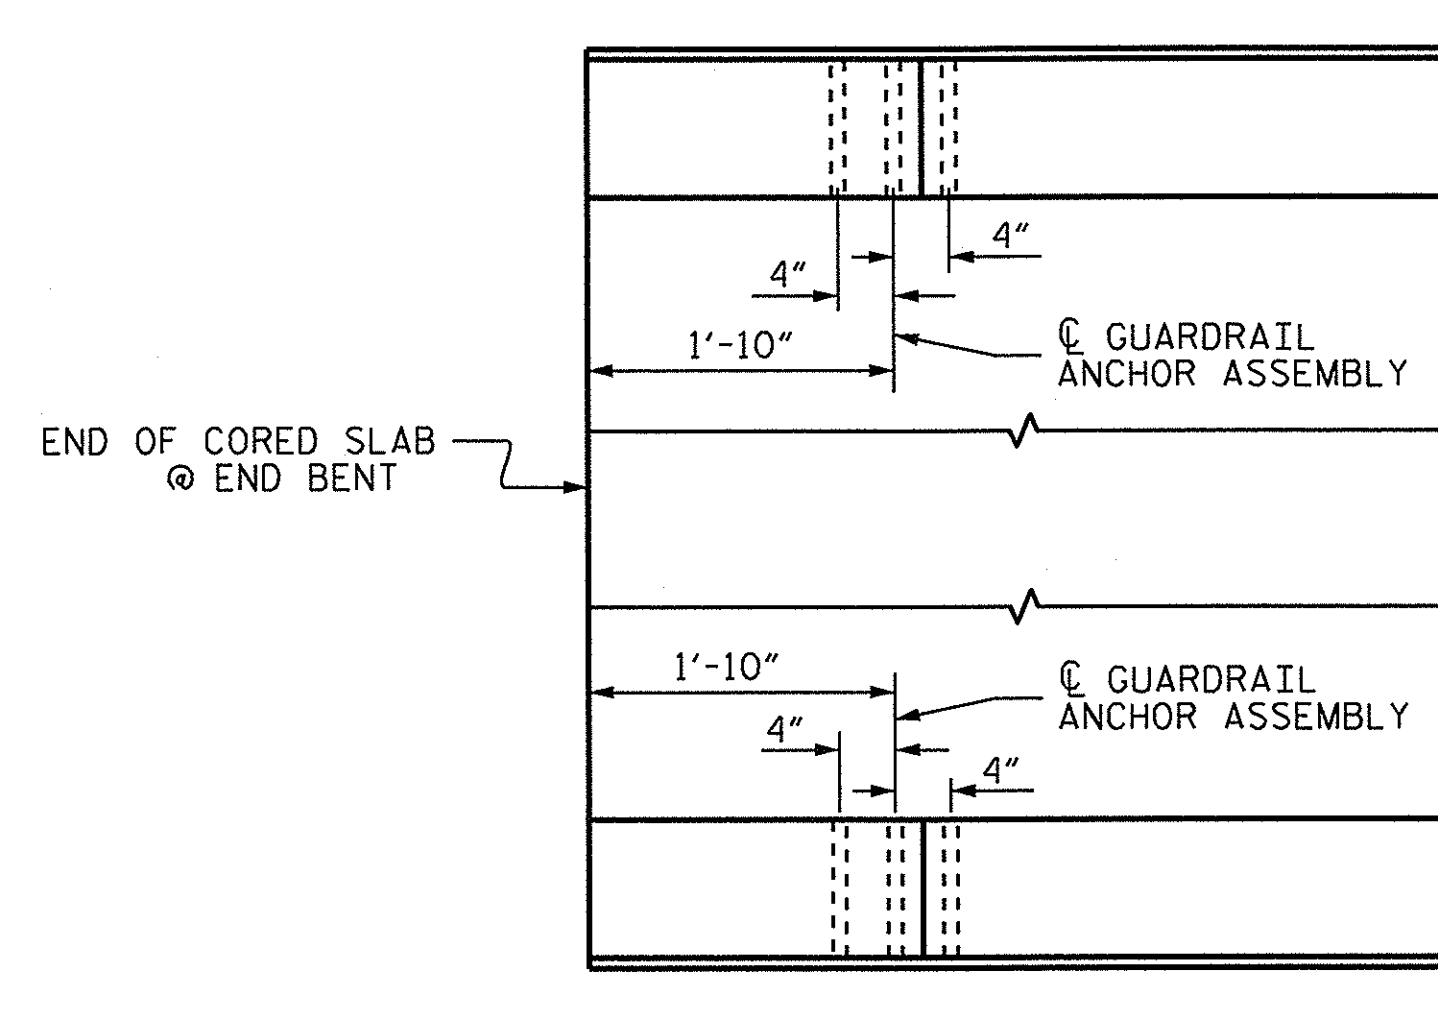 4"
4"
1'-10"
℄ GUARDRAIL
ANCHOR ASSEMBLY
END OF CORED SLAB
@ END BENT
1'-10"
℄ GUARDRAIL
ANCHOR ASSEMBLY
4"
4"